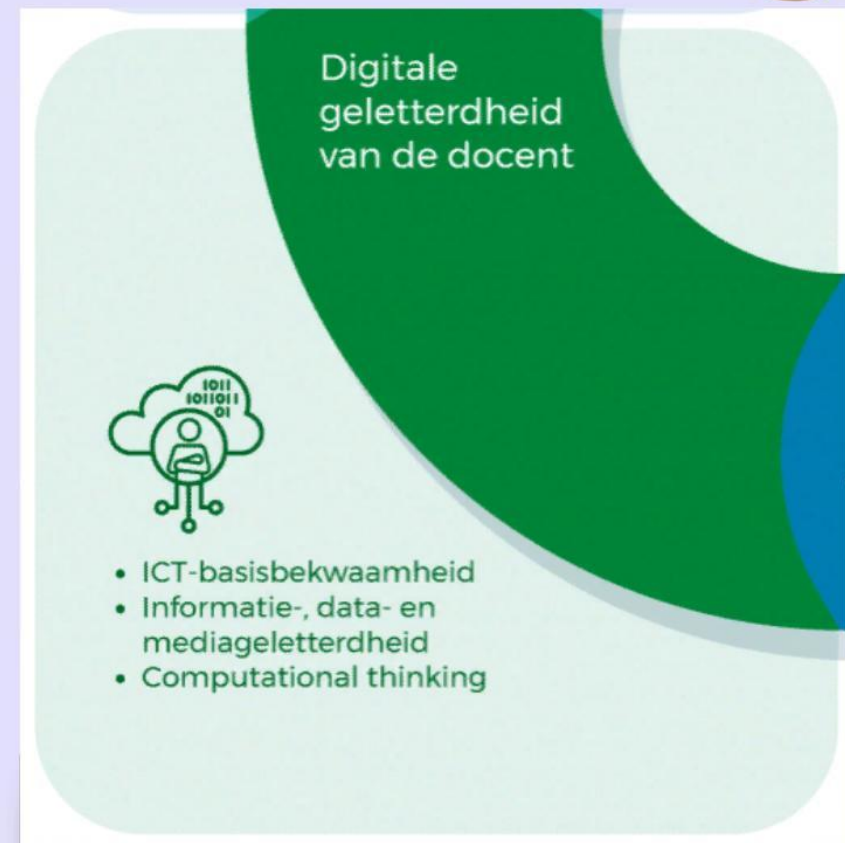 Digitale
geletterdheid
van de docent
1011
1011011
01
• ICT-basisbekwaamheid
• Informatie-, data- en
mediageletterdheid
• Computational thinking